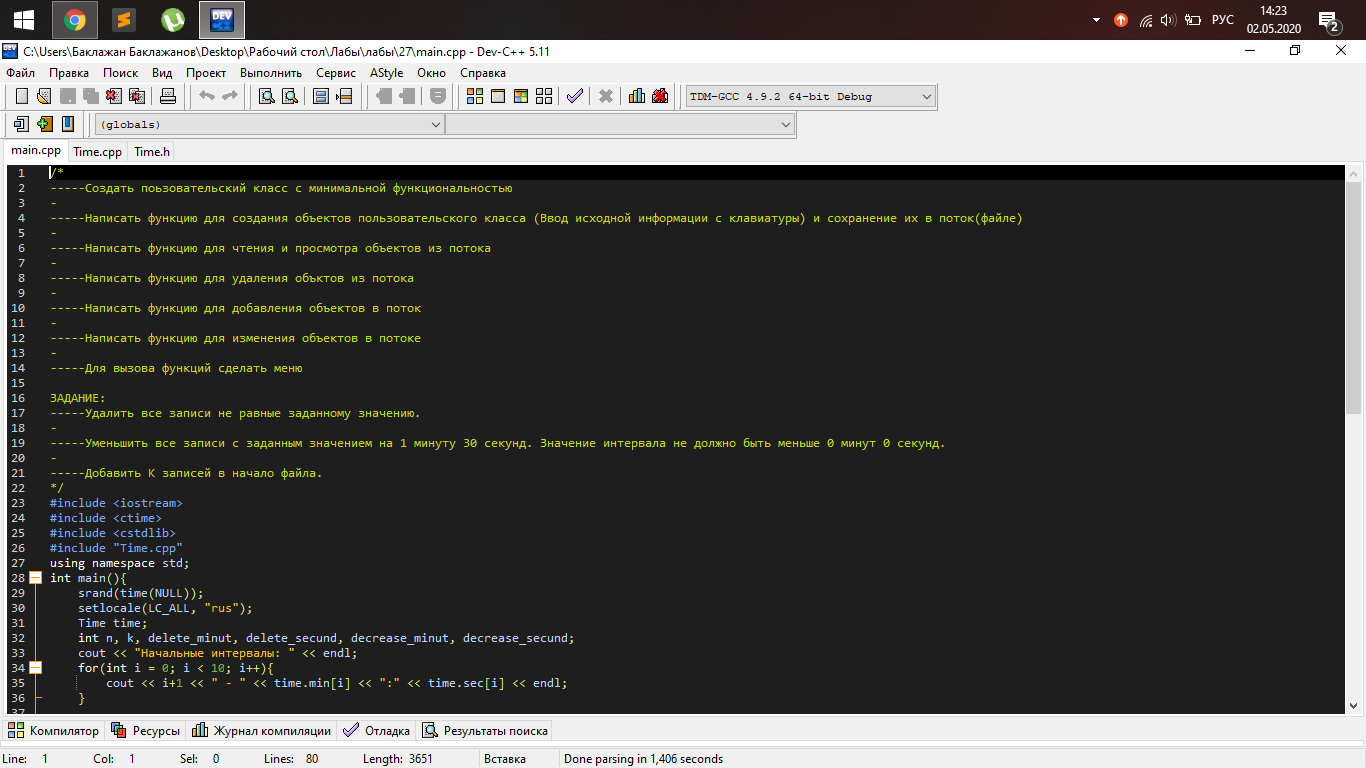 РУС
14:23
02.05.2020
2
C:\Users\Баклажан Баклажанов\Desktop\Рабочий стол\Лабы\лабы\27\main.cpp - Dev-C++ 5.11
Файл Правка Поиск Вид Проект Выполнить Сервис AStyle Окно Справка
TDM-GCC 4.9.2 64-bit Debug
(globals)
main.cpp Time.cpp Time.h
1 /*
2 -----Создать поьзовательский класс с минимальной функциональностью
3 -
4 -----Написать функцию для создания объектов пользовательского класса (Ввод исходной информации с клавиатуры) и сохранение их в поток(файле)
5 -
6 -----Написать функцию для чтения и просмотра объектов из потока
7 -
8 -----Написать функцию для удаления объктов из потока
9 -
10 -----Написать функцию для добавления объектов в поток
11 -
12 -----Написать функцию для изменения объектов в потоке
13 -
14 -----Для вызова функций сделать меню
15
16 ЗАДАНИЕ:
17 -----Удалить все записи не равные заданному значению.
18 -
19 -----Уменьшить все записи с заданным значением на 1 минуту 30 секунд. Значение интервала не должно быть меньше 0 минут 0 секунд.
20 -
21 -----Добавить K записей в начало файла.
22 */
23 #include <iostream>
24 #include <ctime>
25 #include <cstdlib>
26 #include "Time.cpp"
27 using namespace std;
28 int main(){
29 srand(time(NULL));
30 setlocale(LC_ALL, "rus");
31 Time time;
32 int n, k, delete_minut, delete_secund, decrease_minut, decrease_secund;
33 cout << "Начальные интервалы: " << endl;
34 for(int i = 0; i < 10; i++){
35 cout << i+1 << " - " << time.min[i] << ":" << time.sec[i] << endl;
36 }
37
Компилятор Ресурсы Журнал компиляции Отладка Результаты поиска
Line: 1 Col: 1 Sel: 0 Lines: 80 Length: 3651 Вставка Done parsing in 1,406 seconds